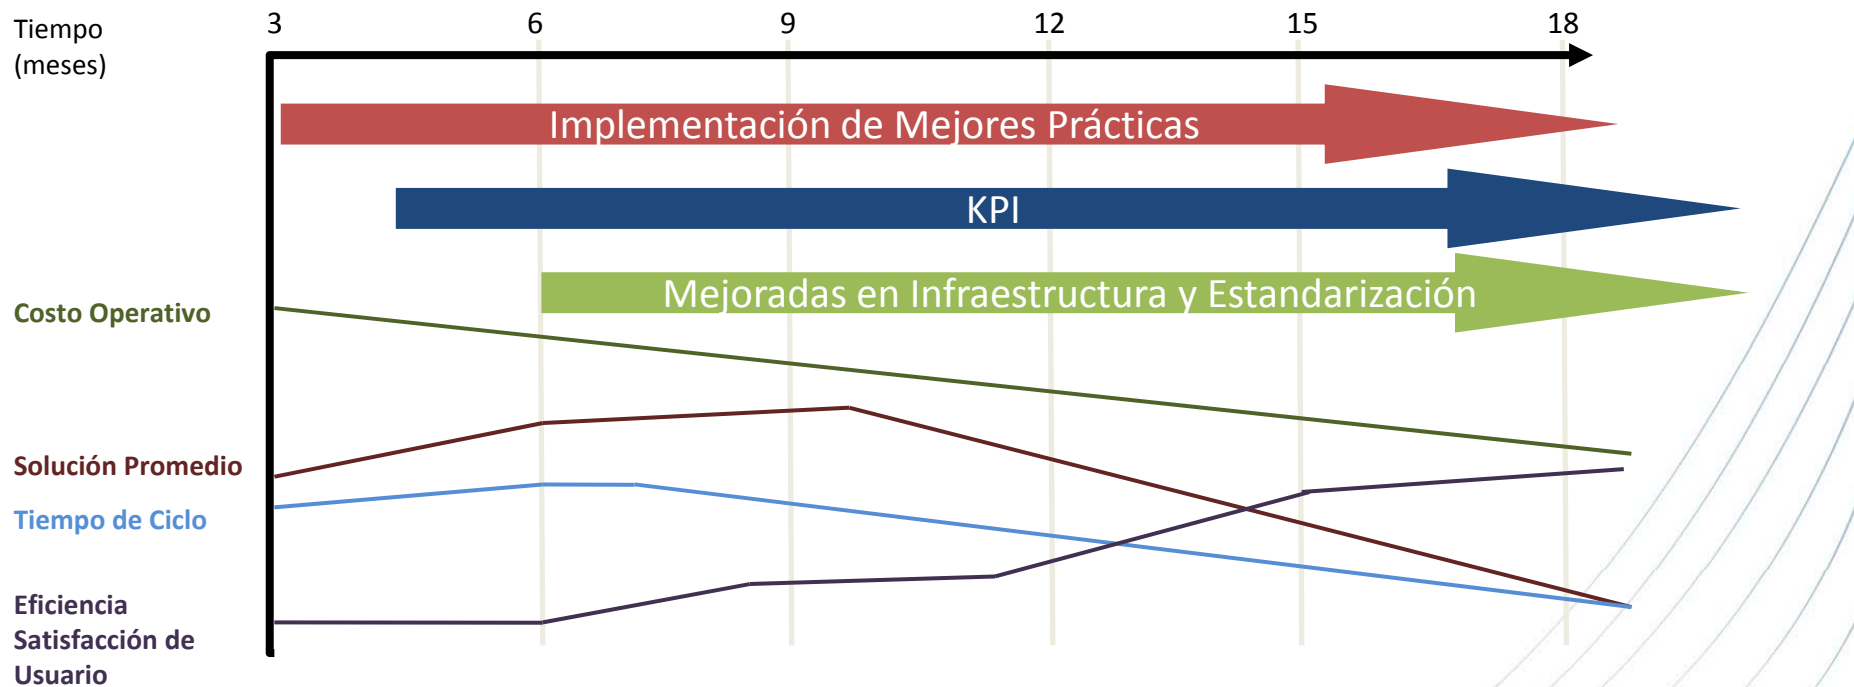 Tiempo
(meses)
3 6 9 12 15 18
Implementación de Mejores Prácticas
KPI
Mejoradas en Infraestructura y Estandarización
Costo Operativo
Solución Promedio
Tiempo de Ciclo
Eficiencia
Satisfacción de
Usuario